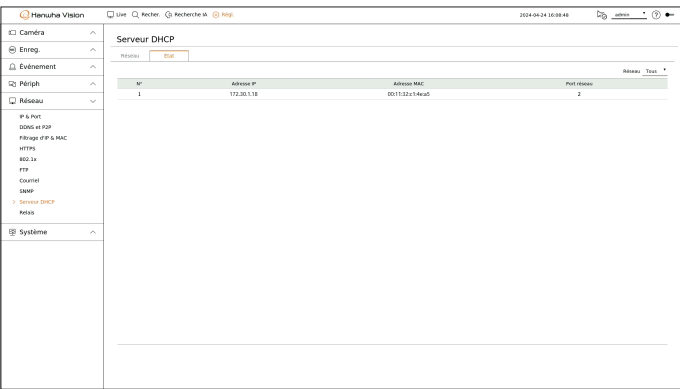 Hanwha Vision
Live Recher. Recherche IA Régl. 2024-04-24 16:08:48 admin
Caméra
Enreg.
Événement
Périph
Réseau
IP & Port
DDNS et P2P
Filtrage d'IP & MAC
HTTPS
802.1x
FTP
Courriel
SNMP
Serveur DHCP
Relais
Système
Serveur DHCP
Réseau Etat
Réseau Tous
N° Adresse IP Adresse MAC Port réseau
1 172.30.1.18 00:11:32:c1:4e:a5 2